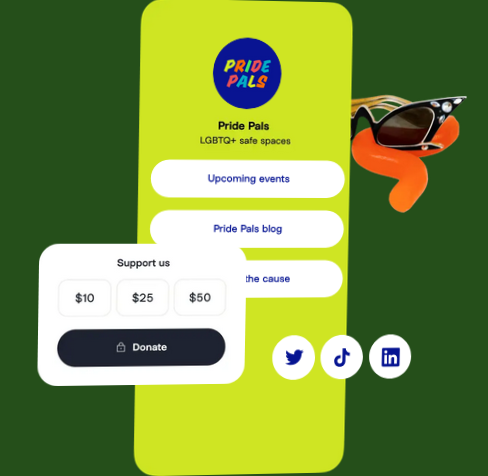 PRIDE
PALS
Pride Pals
LGBTQ+ safe spaces
Upcoming events
Pride Pals blog
the cause
Support us
$10 $25 $50
Donate
in